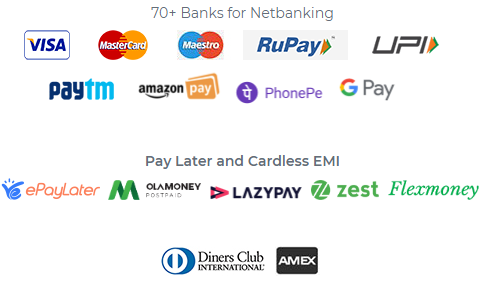 70+ Banks for Netbanking
VISA MasterCard Maestro RuPay UPI
paytm amazon pay PhonePe G Pay
Pay Later and Cardless EMI
ePayLater OLAMONEY POSTPAID LAZYPAY zest Flexmoney
Diners Club INTERNATIONAL AMEX